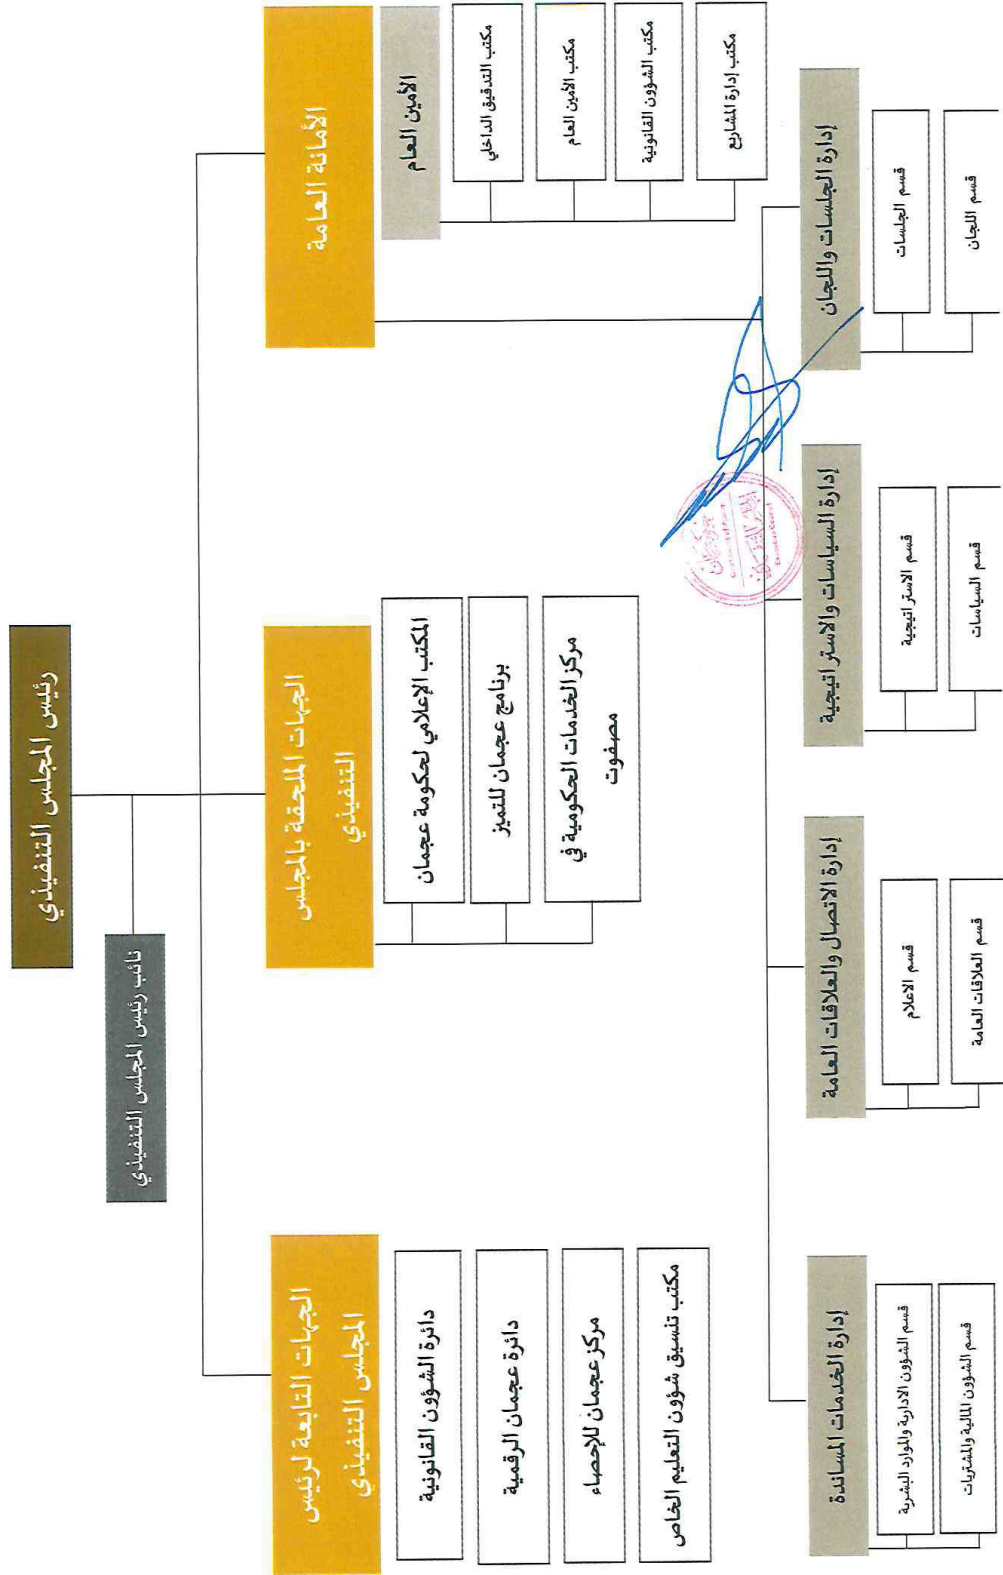 رئيس المجلس التنفيذي
نائب رئيس المجلس التنفيذي
الأمانة العامة
الأمين العام
مكتب التدقيق الداخلي
مكتب الأمين العام
مكتب الشؤون القانونية
مكتب إدارة المشاريع
الجهات الملحقة بالمجلس
التنفيذي
المكتب الإعلامي لحكومة عجمان
برنامج عجمان للتميز
مركز الخدمات الحكومية في
مصفوت
الجهات التابعة لرئيس
المجلس التنفيذي
دائرة الشؤون القانونية
دائرة عجمان الرقمية
مركز عجمان للإحصاء
مكتب تنسيق شؤون التعليم الخاص
إدارة الجلسات واللجان
قسم الجلسات
قسم اللجان
إدارة السياسات والاستراتيجية
قسم الاستراتيجية
قسم السياسات
إدارة الاتصال والعلاقات العامة
قسم الاعلام
قسم العلاقات العامة
إدارة الخدمات المساندة
قسم الشؤون الادارية والموارد البشرية
قسم الشؤون المالية والمشتريات
Executive Council